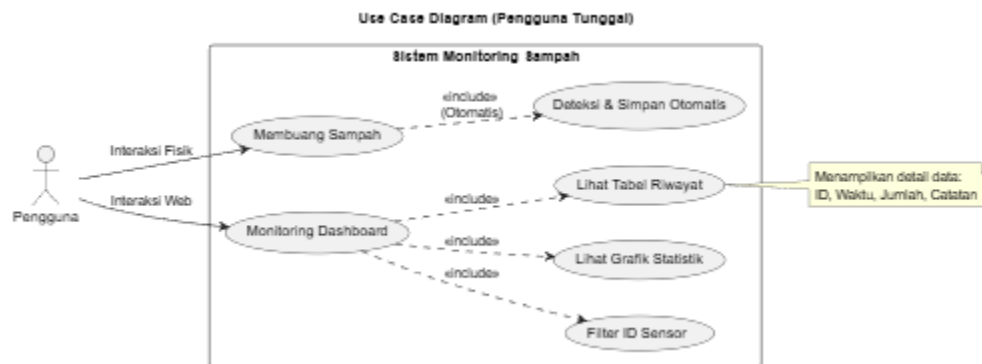 Use Case Diagram (Pengguna Tunggal)
Sistem Monitoring Sampah
«include»
(Otomatis)
Deteksi & Simpan Otomatis
Membuang Sampah
Interaksi Fisik
Pengguna
Interaksi Web
Monitoring Dashboard
«include»
Lihat Tabel Riwayat
Menampilkan detail data:
ID, Waktu, Jumlah, Catatan
«include»
Lihat Grafik Statistik
«include»
Filter ID Sensor